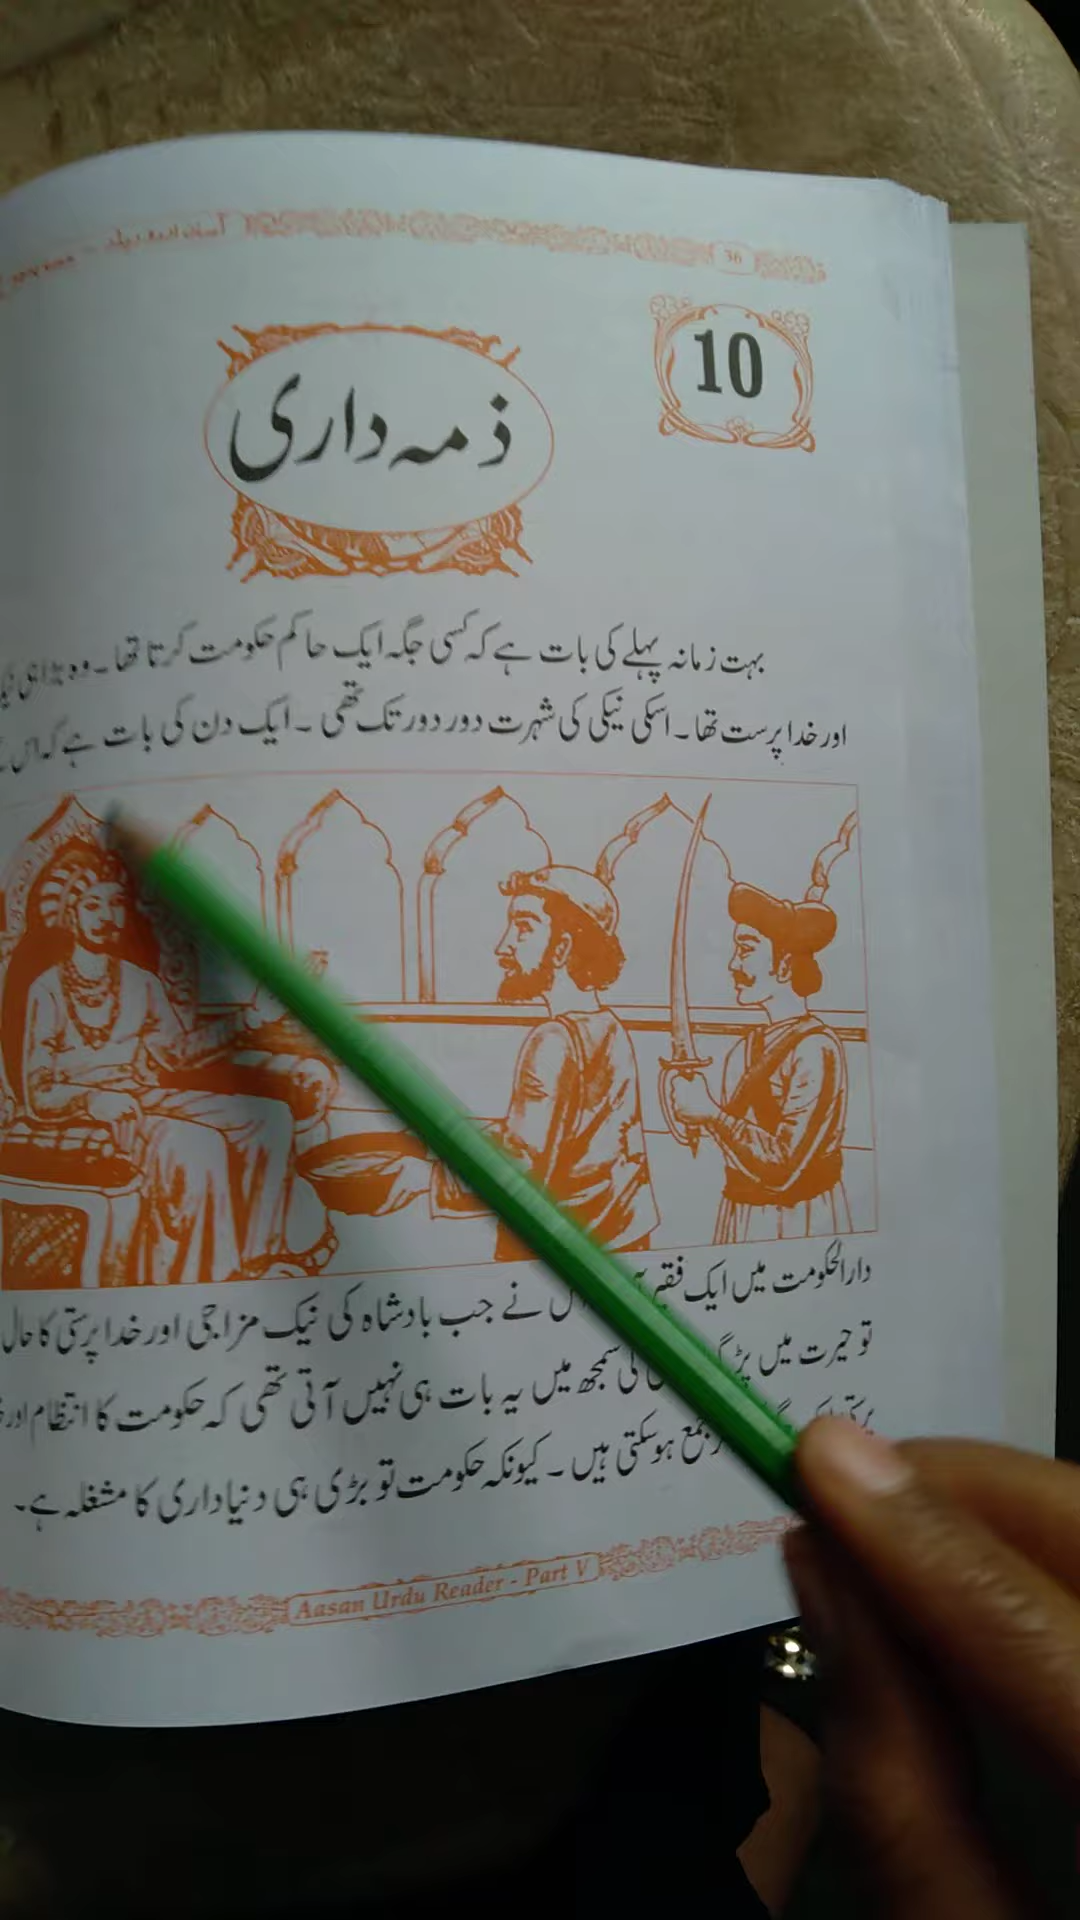 36
10
ذمہ داری
بہت زمانہ پہلے کی بات ہے کہ کسی جگہ ایک حاکم حکومت کرتا تھا۔ وہ بڑا ہی
اور خدا پرست تھا۔ اسکی نیکی کی شہرت دور دور تک تھی ۔ ایک دن کی بات ہے کہ اس
دارالحکومت میں ایک فقیر نے جب بادشاہ کی نیک مزاجی اور خدا پرستی کا حال
تو حیرت میں پڑ کی سمجھ میں یہ بات ہی نہیں آتی تھی کہ حکومت کا انتظام اور
جمع ہو سکتی ہیں ۔ کیونکہ حکومت تو بڑی ہی دنیاداری کا مشغلہ ہے۔
Aasan Urdu Reader - Part V